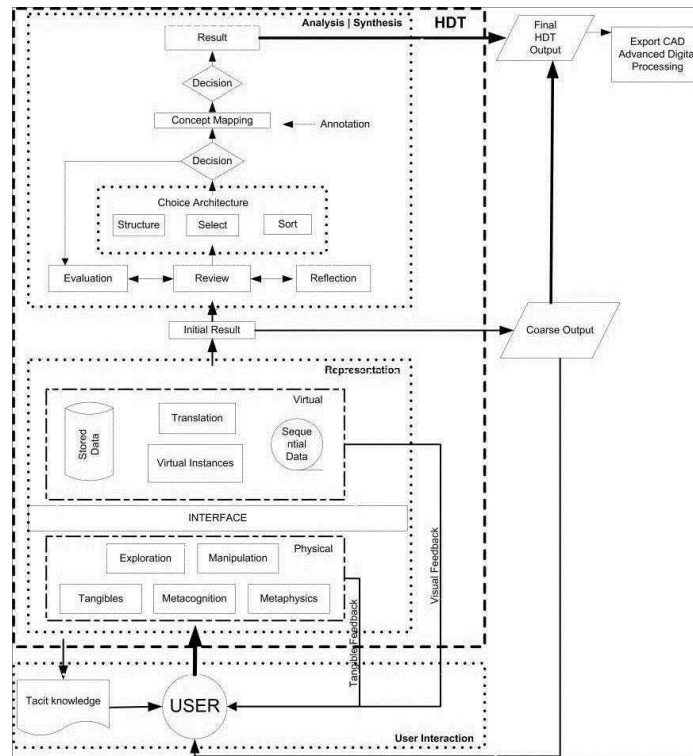 Analysis | Synthesis
HDT
Result
Final
HDT
Output
Export CAD
Advanced Digital
Processing
Decision
Concept Mapping
Annotation
Decision
Choice Architecture
Structure
Select
Sort
Evaluation
Review
Reflection
Initial Result
Coarse Output
Representation
Virtual
Stored
Data
Translation
Virtual Instances
Seque
ntial
Data
INTERFACE
Physical
Exploration
Manipulation
Tangibles
Metacognition
Metaphysics
Tangible Feedback
Visual Feedback
Tacit knowledge
USER
User Interaction